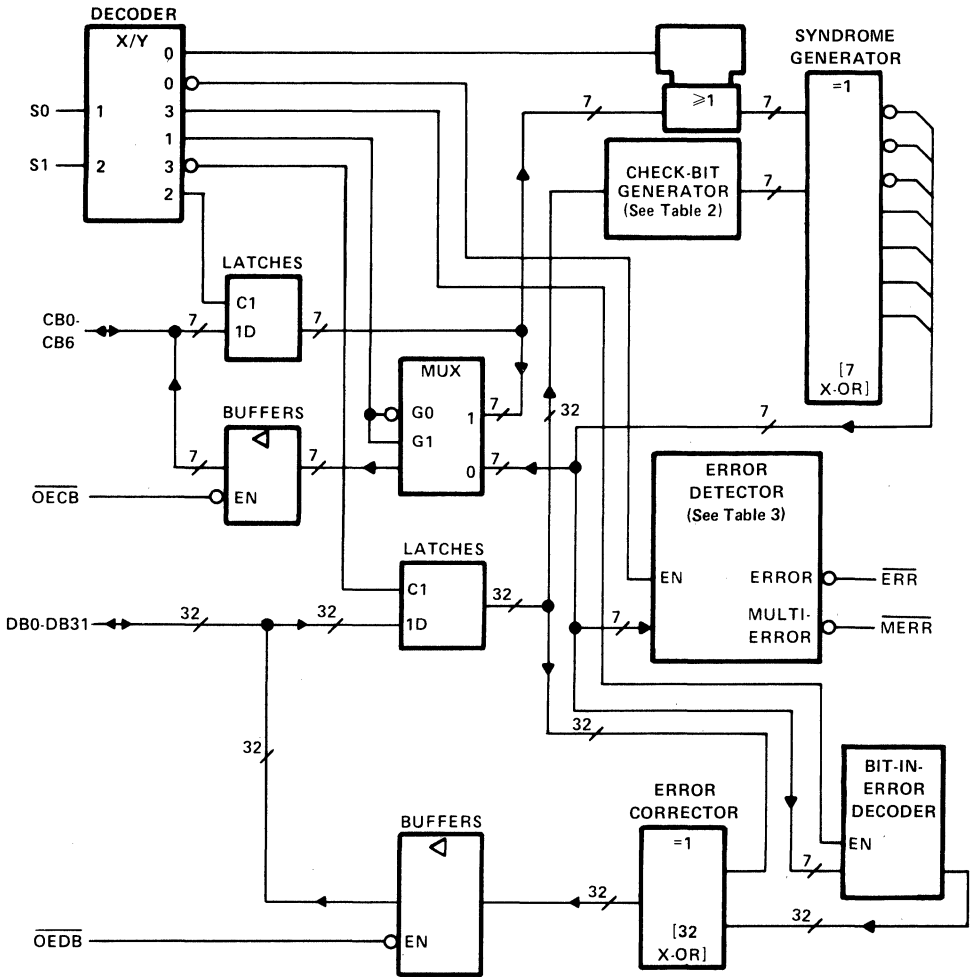 DECODER
X/Y
0
0
3
1
3
2
S0
1
S1
2
≥1
7
7
SYNDROME
GENERATOR
=1
[7
X-OR]
CHECK-BIT
GENERATOR
(See Table 2)
7
LATCHES
C1
1D
CB0-
CB6
7
7
MUX
G0
G1
1
0
7
7
32
7
BUFFERS
EN
7
7
OECB
ERROR
DETECTOR
(See Table 3)
EN
ERROR
MULTI-
ERROR
ERR
MERR
7
LATCHES
C1
1D
32
DB0-DB31
32
32
32
32
BIT-IN-
ERROR
DECODER
EN
7
32
ERROR
CORRECTOR
=1
[32
X-OR]
32
BUFFERS
EN
OEDB